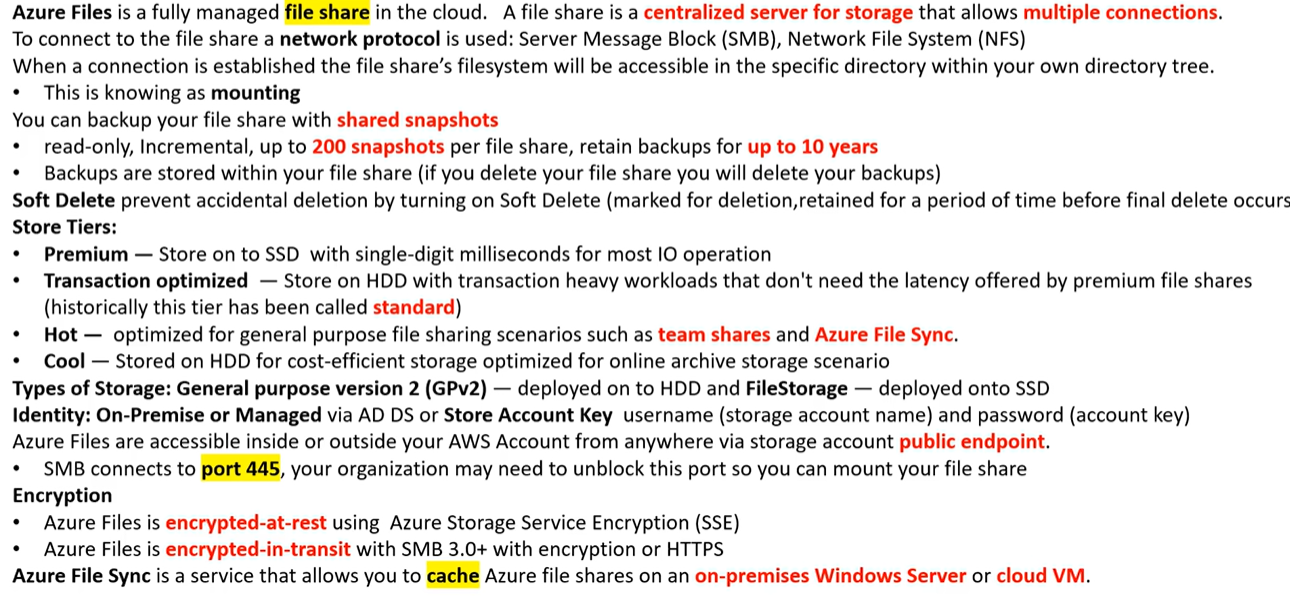 Azure Files is a fully managed file share in the cloud. A file share is a centralized server for storage that allows multiple connections.
To connect to the file share a network protocol is used: Server Message Block (SMB), Network File System (NFS)
When a connection is established the file share's filesystem will be accessible in the specific directory within your own directory tree.
• This is knowing as mounting
You can backup your file share with shared snapshots
• read-only, Incremental, up to 200 snapshots per file share, retain backups for up to 10 years
• Backups are stored within your file share (if you delete your file share you will delete your backups)
Soft Delete prevent accidental deletion by turning on Soft Delete (marked for deletion,retained for a period of time before final delete occurs
Store Tiers:
• Premium — Store on to SSD with single-digit milliseconds for most IO operation
• Transaction optimized — Store on HDD with transaction heavy workloads that don't need the latency offered by premium file shares
(historically this tier has been called standard)
• Hot — optimized for general purpose file sharing scenarios such as team shares and Azure File Sync.
• Cool — Stored on HDD for cost-efficient storage optimized for online archive storage scenario
Types of Storage: General purpose version 2 (GPv2) — deployed on to HDD and FileStorage — deployed onto SSD
Identity: On-Premise or Managed via AD DS or Store Account Key username (storage account name) and password (account key)
Azure Files are accessible inside or outside your AWS Account from anywhere via storage account public endpoint.
• SMB connects to port 445, your organization may need to unblock this port so you can mount your file share
Encryption
• Azure Files is encrypted-at-rest using Azure Storage Service Encryption (SSE)
• Azure Files is encrypted-in-transit with SMB 3.0+ with encryption or HTTPS
Azure File Sync is a service that allows you to cache Azure file shares on an on-premises Windows Server or cloud VM.